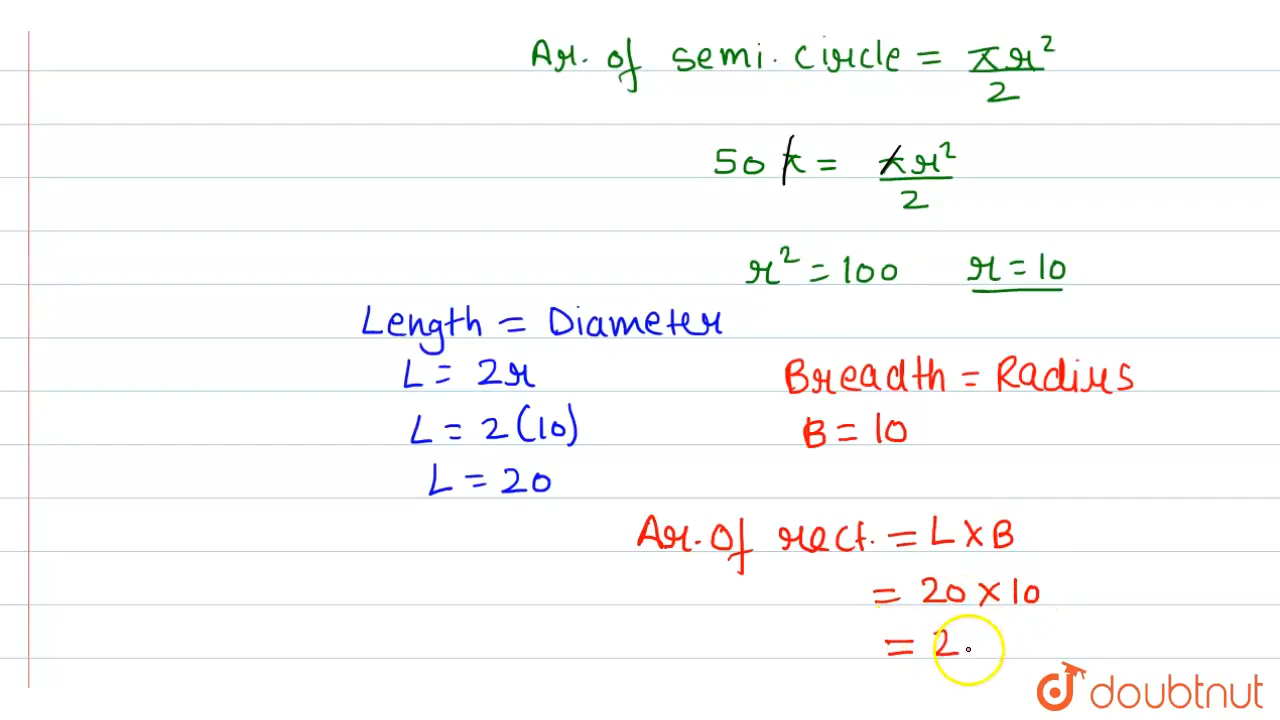 Ar. of semi. circle = πr²/2
50 π = πr²/2
r² = 100 r = 10
Length = Diameter
L = 2r
Breadth = Radius
L = 2(10)
B = 10
L = 20
Ar. of rect. = L × B
= 20 × 10
= 2
doubtnut